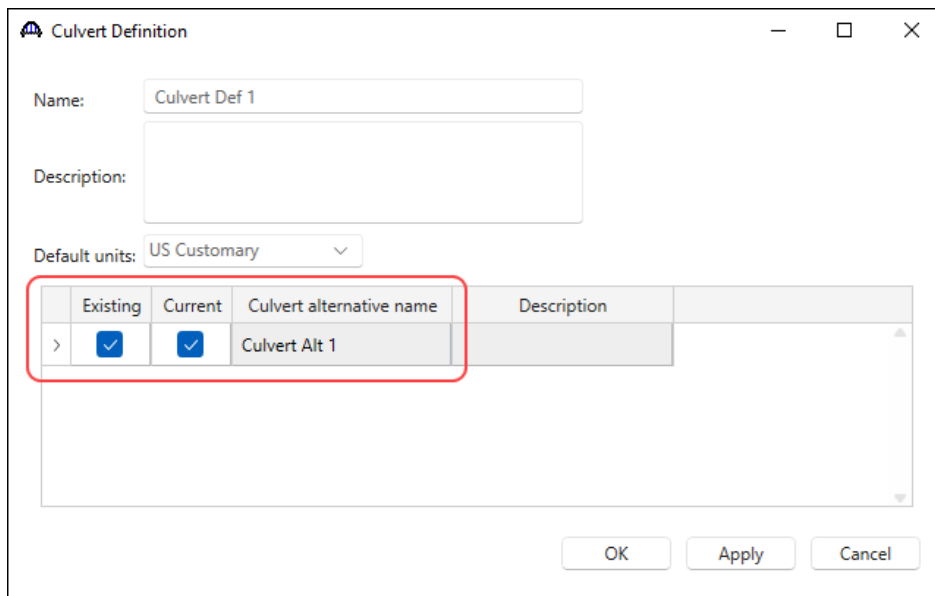 Culvert Definition
Name: Culvert Def 1
Description:
Default units: US Customary
Existing Current Culvert alternative name Description
Culvert Alt 1
OK Apply Cancel